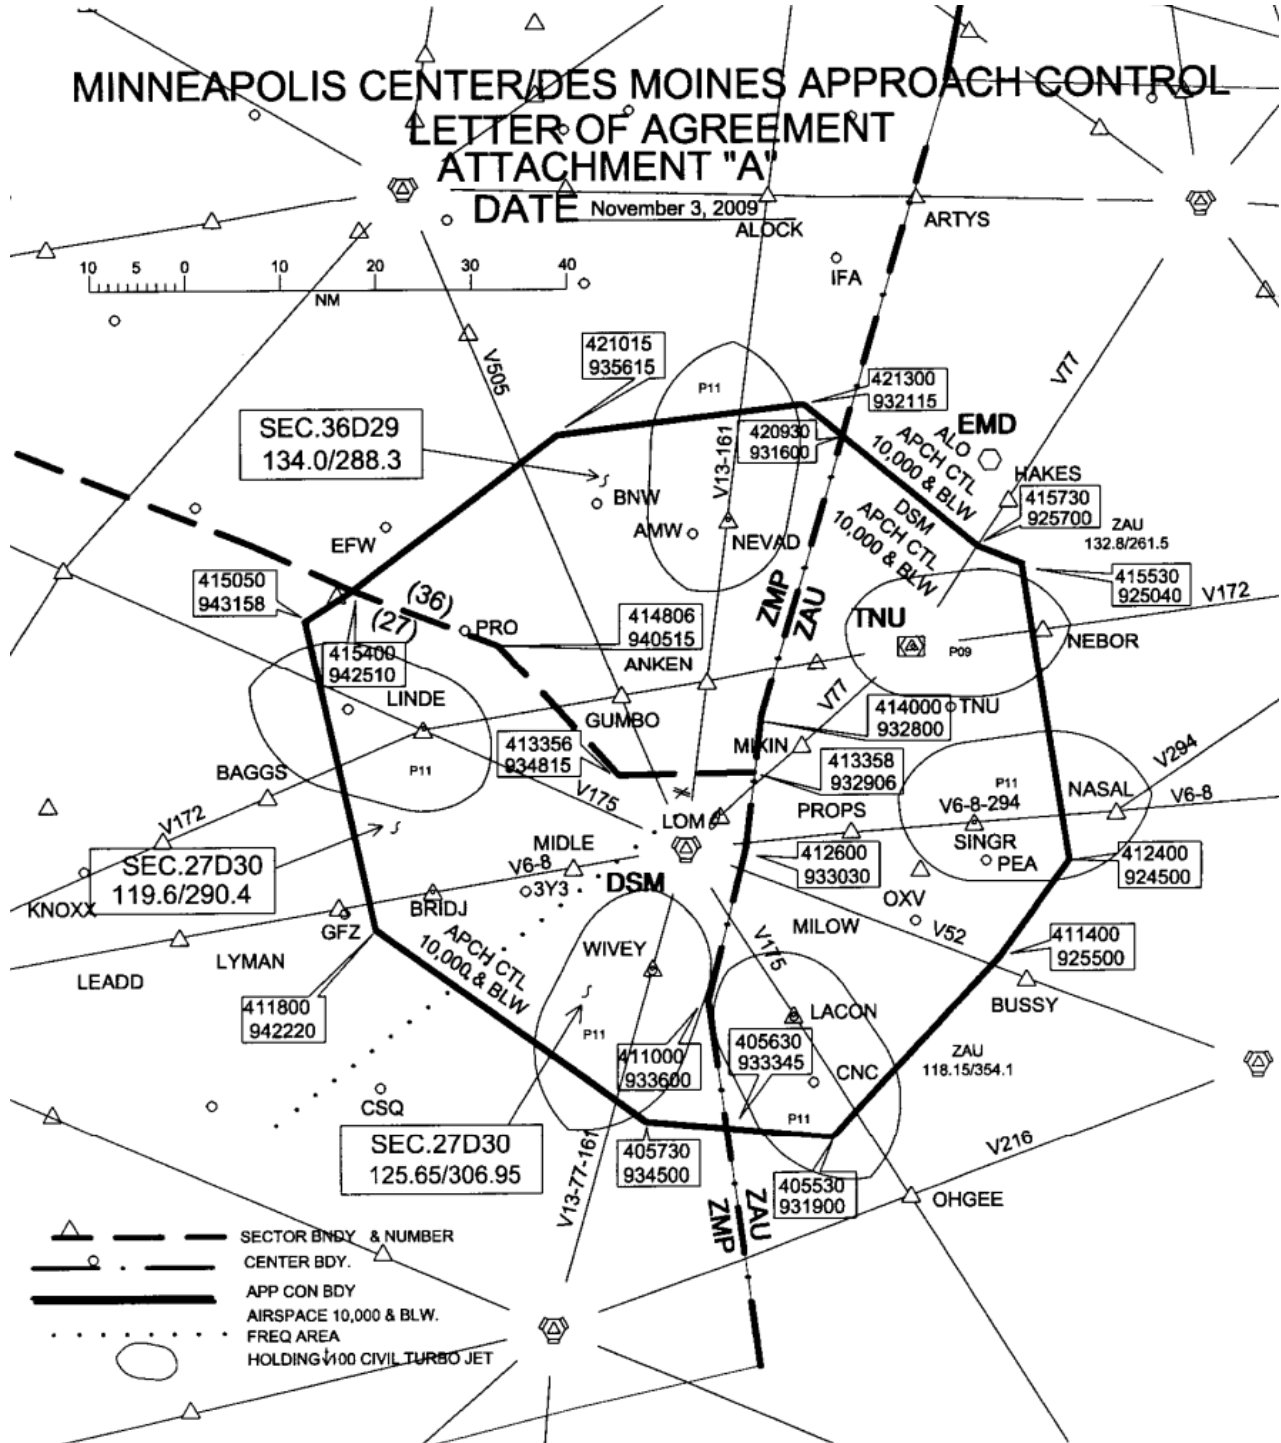 MINNEAPOLIS CENTER/DES MOINES APPROACH CONTROL
LETTER OF AGREEMENT
ATTACHMENT "A"
DATE November 3, 2009
ALOCK
ARTYS
IFA
10 0 10 20 30 40
NM
V505
V77
421015
935615
P11
421300
932115
SEC.36D29
134.0/288.3
420930
931600
V13-161
ALO
APCH CTL
10,000 & BLW
EMD
HAKES
415730
925700
ZAU
132.8/261.5
BNW
AMW
NEVAD
DSM
APCH CTL
10,000 & BLW
EFW
415050
943158
(36)
(27)
PRO
414806
940515
ZMP
ZAU
TNU
415530
925040
V172
NEBOR
P09
415400
942510
ANKEN
LINDE
GUMBO
V77
414000
932800
TNU
MIXIN
413356
934815
413358
932906
V294
BAGGS
P11
V175
V172
P11
NASAL
V6-8
V6-8-294
PROPS
LOM
SINGR
PEA
MIDLE
V6-8
SEC.27D30
119.6/290.4
3Y3
DSM
412600
933030
412400
924500
KNOXX
BRIDJ
GFZ
OXV
MILOW
V52
LYMAN
LEADD
APCH CTL
10,000 & BLW
WIVEY
V175
411400
925500
BUSSY
411800
942220
LACON
P11
411000
933600
405630
933345
CNC
ZAU
118.15/354.1
CSQ
P11
SEC.27D30
125.65/306.95
V13-77-161
405730
934500
405530
931900
V216
OHGEE
ZMP
ZAU
SECTOR BNDY & NUMBER
CENTER BDY.
APP CON BDY
AIRSPACE 10,000 & BLW.
FREQ AREA
HOLDING 100 CIVIL TURBO JET